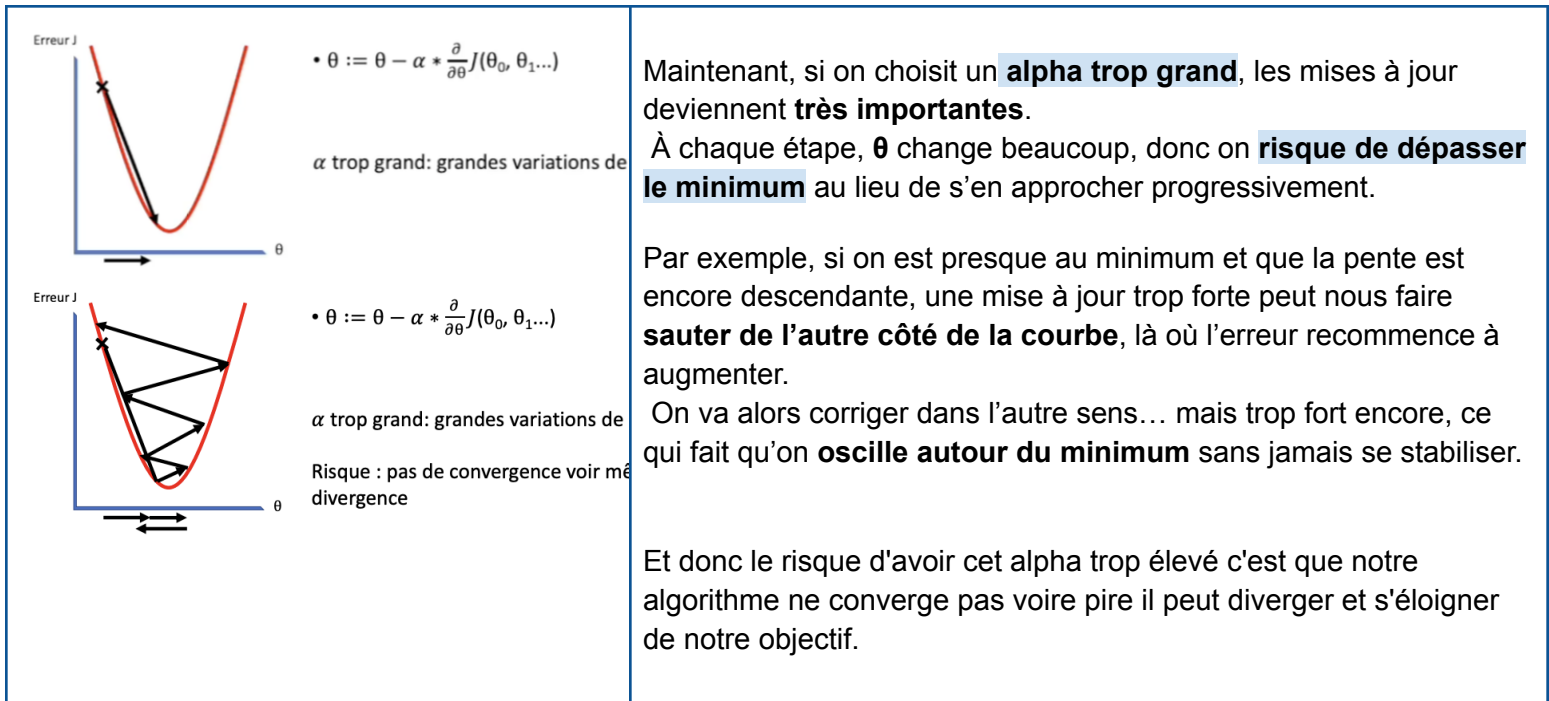 Erreur J
• θ := θ − α * ∂/∂θ J(θ₀, θ₁...)
α trop grand: grandes variations de
θ
Erreur J
• θ := θ − α * ∂/∂θ J(θ₀, θ₁...)
α trop grand: grandes variations de
Risque : pas de convergence voir mê
divergence
θ
Maintenant, si on choisit un alpha trop grand, les mises à jour
deviennent très importantes.
À chaque étape, θ change beaucoup, donc on risque de dépasser
le minimum au lieu de s’en approcher progressivement.
Par exemple, si on est presque au minimum et que la pente est
encore descendante, une mise à jour trop forte peut nous faire
sauter de l’autre côté de la courbe, là où l’erreur recommence à
augmenter.
On va alors corriger dans l’autre sens… mais trop fort encore, ce
qui fait qu’on oscille autour du minimum sans jamais se stabiliser.
Et donc le risque d'avoir cet alpha trop élevé c'est que notre
algorithme ne converge pas voire pire il peut diverger et s'éloigner
de notre objectif.